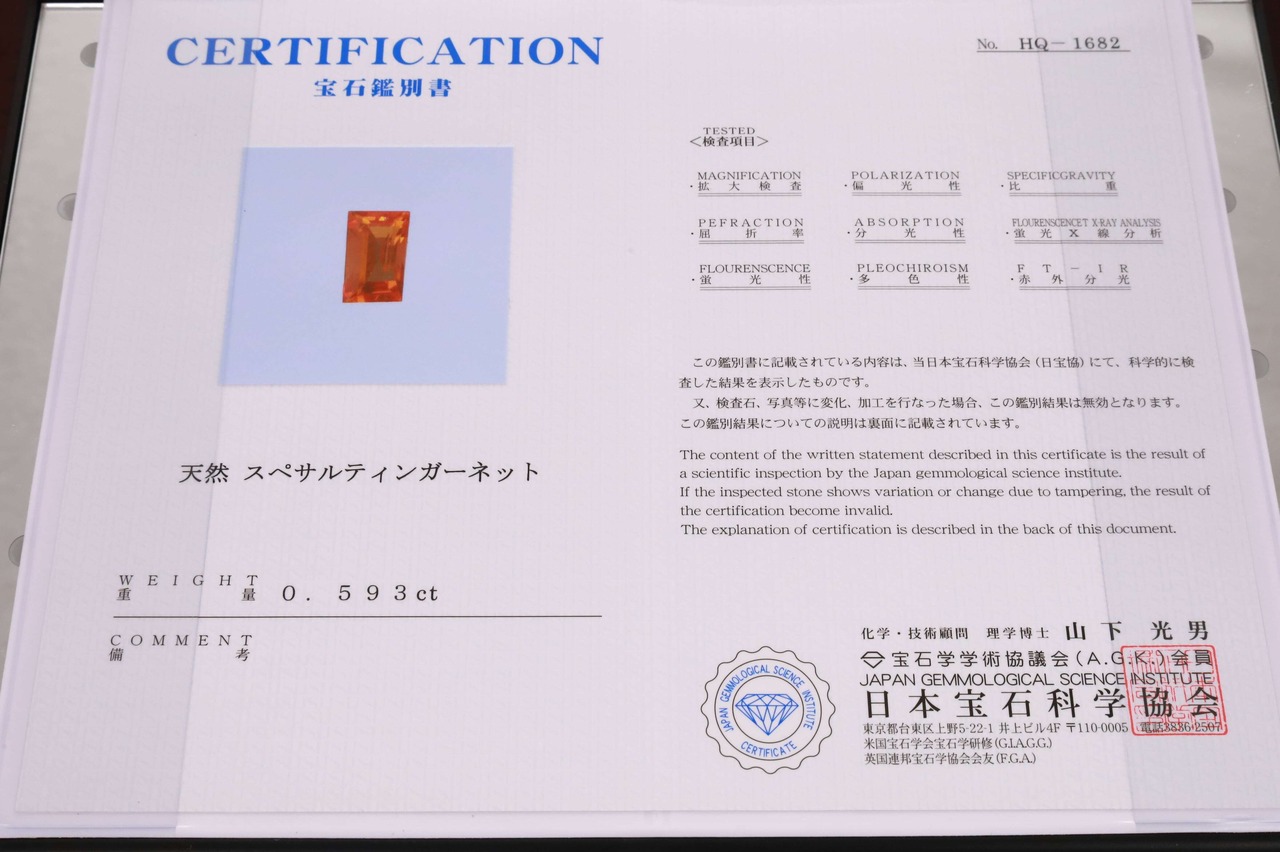 CERTIFICATION
宝石鑑別書
No. HQ-1682
TESTED
<検査項目>
MAGNIFICATION
・拡大検査
POLARIZATION
・偏光性
SPECIFICGRAVITY
・比重
PEFRACTION
・屈折率
ABSORPTION
・分光性
FLOURENSCENCET X-RAY ANALYSIS
・蛍光X線分析
FLOURENSCENCE
・蛍光性
PLEOCHIROISM
・多色性
FT-IR
・赤外分光
この鑑別書に記載されている内容は、当日本宝石科学協会(日宝協)にて、科学的に検
査した結果を表示したものです。
又、検査石、写真等に変化、加工を行なった場合、この鑑別結果は無効となります。
この鑑別結果についての説明は裏面に記載されています。
The content of the written statement described in this certificate is the result of
a scientific inspection by the Japan gemmological science institute.
If the inspected stone shows variation or change due to tampering, the result of
the certification become invalid.
The explanation of certification is described in the back of this document.
天然 スペサルティンガーネット
WEIGHT
重量 0.593ct
COMMENT
備考
化学・技術顧問 理学博士 山下光男
宝石学学術協議会(A.G.K.)会員
JAPAN GEMMOLOGICAL SCIENCE INSTITUTE
日本宝石科学協会
東京都台東区上野5-22-1 井上ビル4F 〒110-0005 電話3836-2507
米国宝石学会宝石学研修(G.I.A.G.G.)
英国連邦宝石学協会会友(F.G.A.)
JAPAN GEMMOLOGICAL SCIENCE INSTITUTE
CERTIFICATE